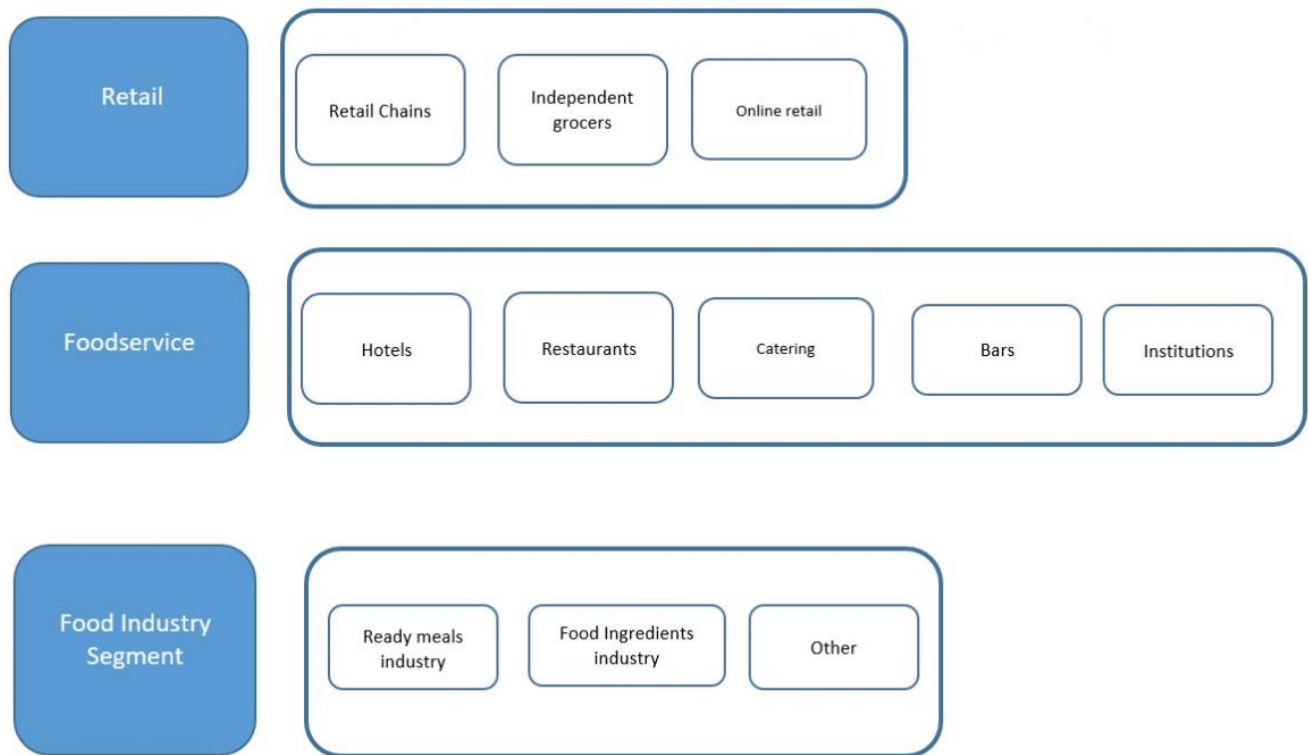 Retail
Retail Chains
Independent
grocers
Online retail
Foodservice
Hotels
Restaurants
Catering
Bars
Institutions
Food Industry
Segment
Ready meals
industry
Food Ingredients
industry
Other